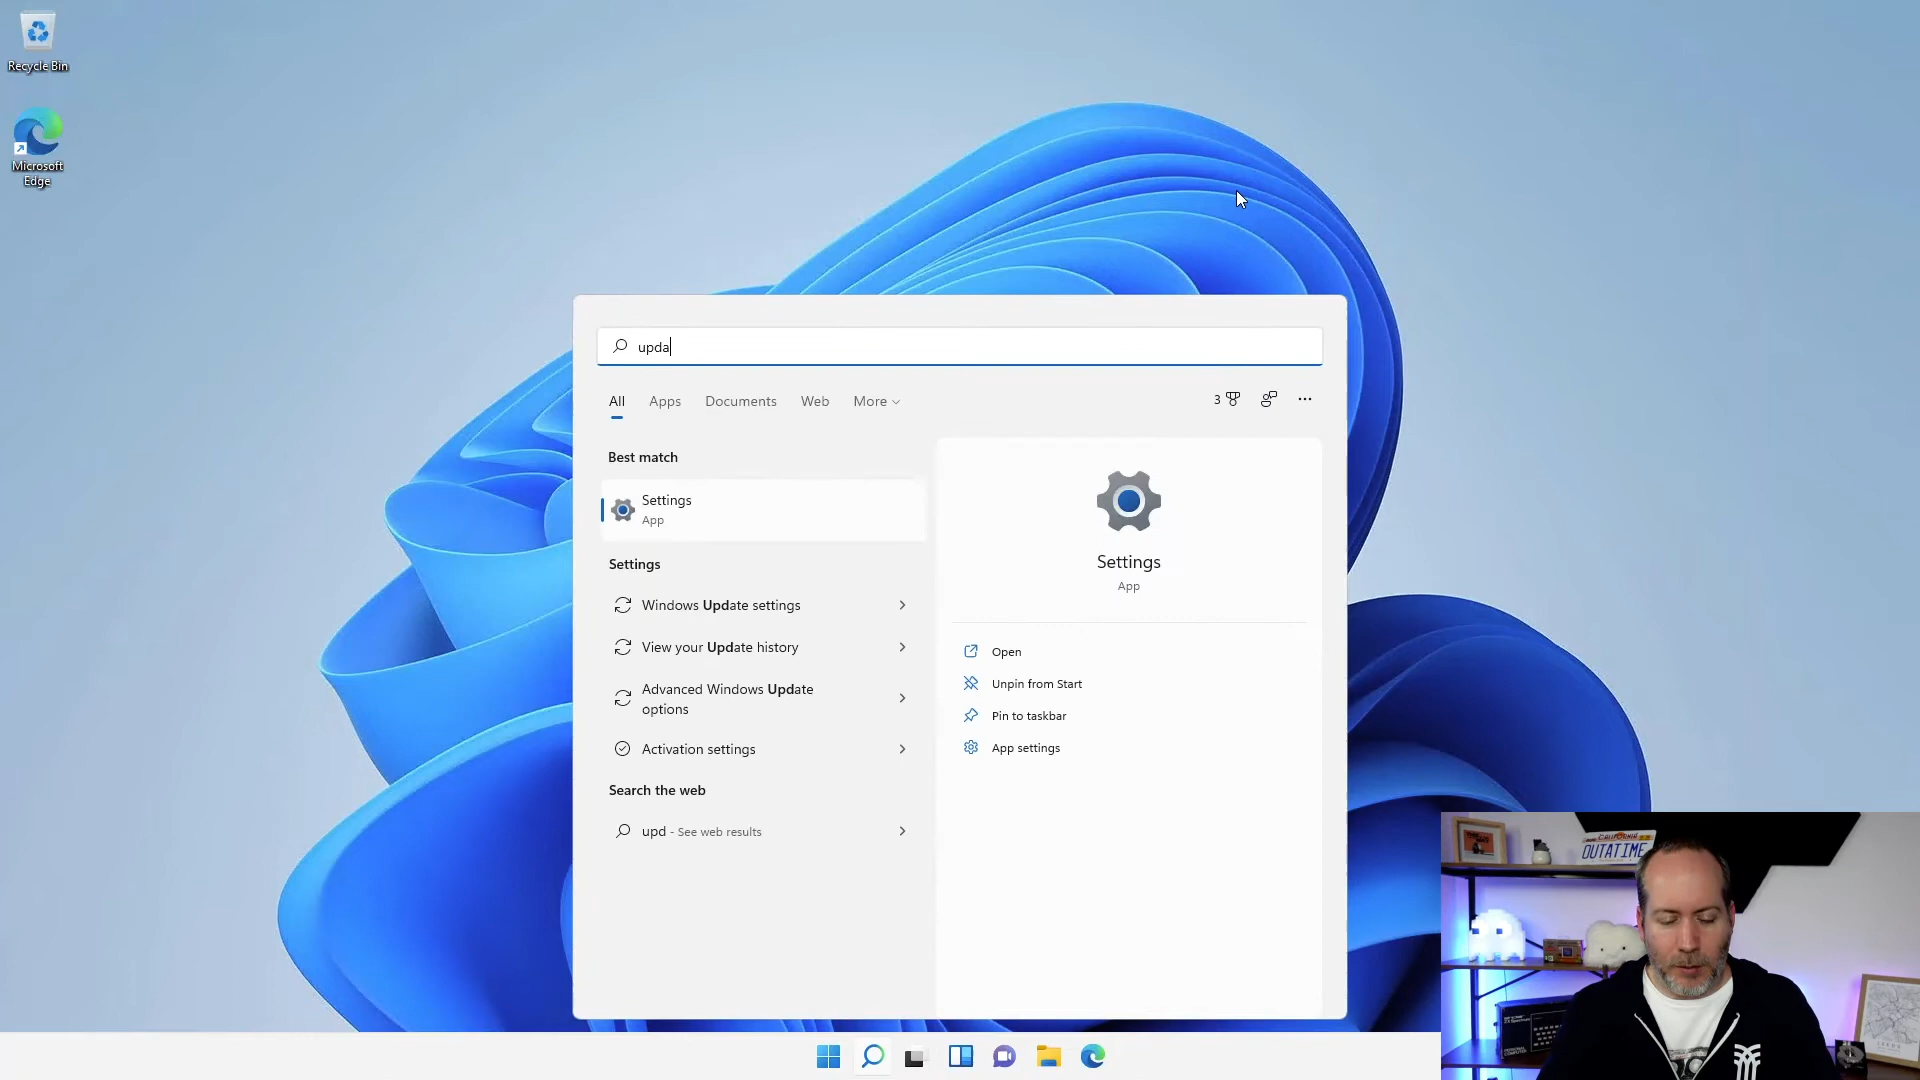 Recycle Bin
Microsoft
Edge
upda
All
Apps
Documents
Web
More
3
Best match
Settings
App
Settings
Windows Update settings
View your Update history
Advanced Windows Update
options
Activation settings
Search the web
upd - See web results
Settings
App
Open
Unpin from Start
Pin to taskbar
App settings
CALIFORNIA
OUTATIME